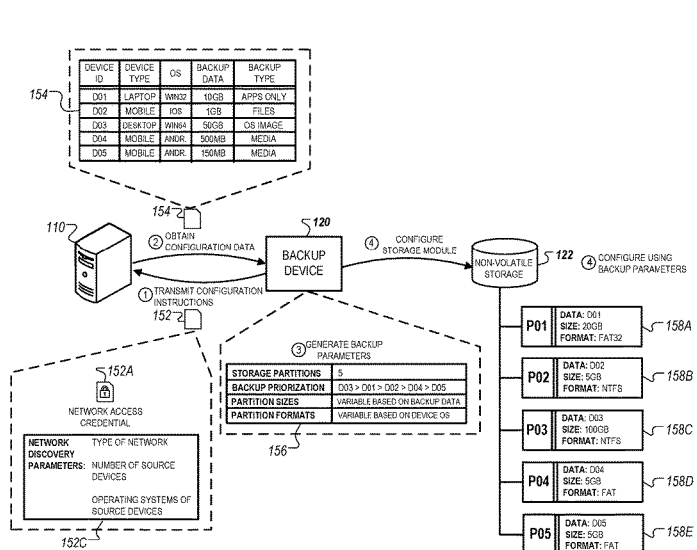 DEVICE ID DEVICE TYPE OS BACKUP DATA BACKUP TYPE
D01 LAPTOP WIN32 10GB APPS ONLY
D02 MOBILE IOS 1GB FILES
D03 DESKTOP WIN64 50GB OS IMAGE
D04 MOBILE ANDR. 500MB MEDIA
D05 MOBILE ANDR. 150MB MEDIA
154
154
110
2 OBTAIN
CONFIGURATION DATA
120
BACKUP
DEVICE
4 CONFIGURE
STORAGE MODULE
NON-VOLATILE
STORAGE
122
4 CONFIGURE USING
BACKUP PARAMETERS
1 TRANSMIT CONFIGURATION
INSTRUCTIONS
152
3 GENERATE BACKUP
PARAMETERS
STORAGE PARTITIONS 5
BACKUP PRIORIZATION D03 > D01 > D02 > D04 > D05
PARTITION SIZES VARIABLE BASED ON BACKUP DATA
PARTITION FORMATS VARIABLE BASED ON DEVICE OS
156
152A
NETWORK ACCESS
CREDENTIAL
NETWORK DISCOVERY PARAMETERS:
TYPE OF NETWORK
NUMBER OF SOURCE
DEVICES
OPERATING SYSTEMS OF
SOURCE DEVICES
152C
P01
DATA: D01
SIZE: 20GB
FORMAT: FAT32
158A
P02
DATA: D02
SIZE: 5GB
FORMAT: NTFS
158B
P03
DATA: D03
SIZE: 100GB
FORMAT: NTFS
158C
P04
DATA: D04
SIZE: 5GB
FORMAT: FAT
158D
P05
DATA: D05
SIZE: 5GB
FORMAT: FAT
158E